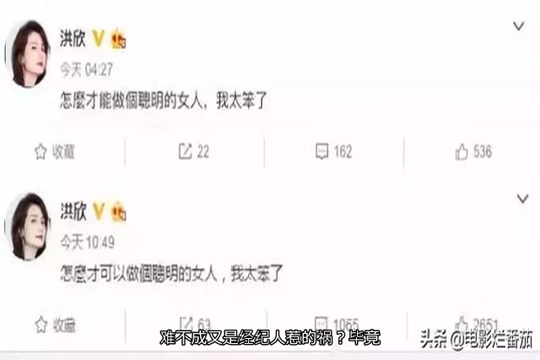 洪欣
今天 04:27
怎麼才能做個聰明的女人，我太笨了
收藏 22 162 536
洪欣
今天 10:49
怎麼才可以做個聰明的女人，我太笨了
收藏 63 1065 2651
难不成又是经纪人惹的祸？毕竟
头条 @电影烂番茄